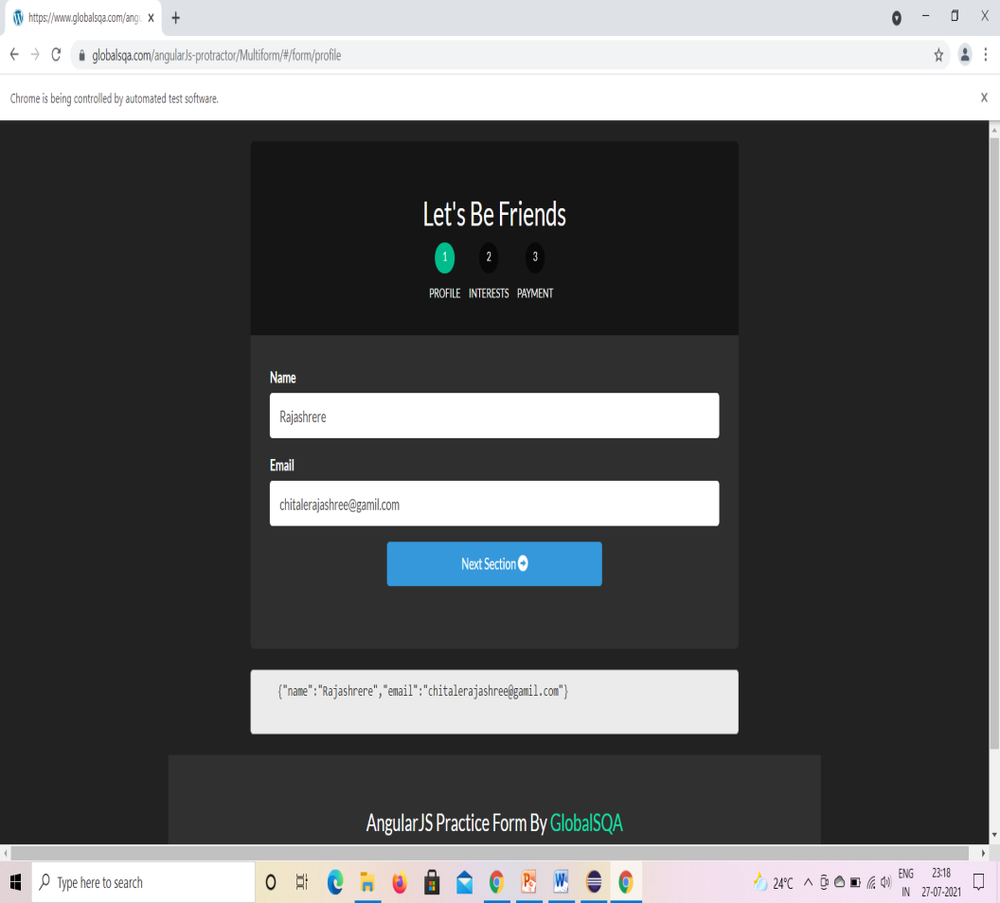 https://www.globalsqa.com/angu
globalsqa.com/angularJs-protractor/Multiform/#/form/profile
Chrome is being controlled by automated test software.
Let's Be Friends
1 2 3
PROFILE INTERESTS PAYMENT
Name
Rajashrere
Email
chitalerajashree@gamil.com
Next Section
{"name":"Rajashrere","email":"chitalerajashree@gamil.com"}
AngularJS Practice Form By GlobalSQA
Type here to search
24°C
ENG
IN
23:18
27-07-2021